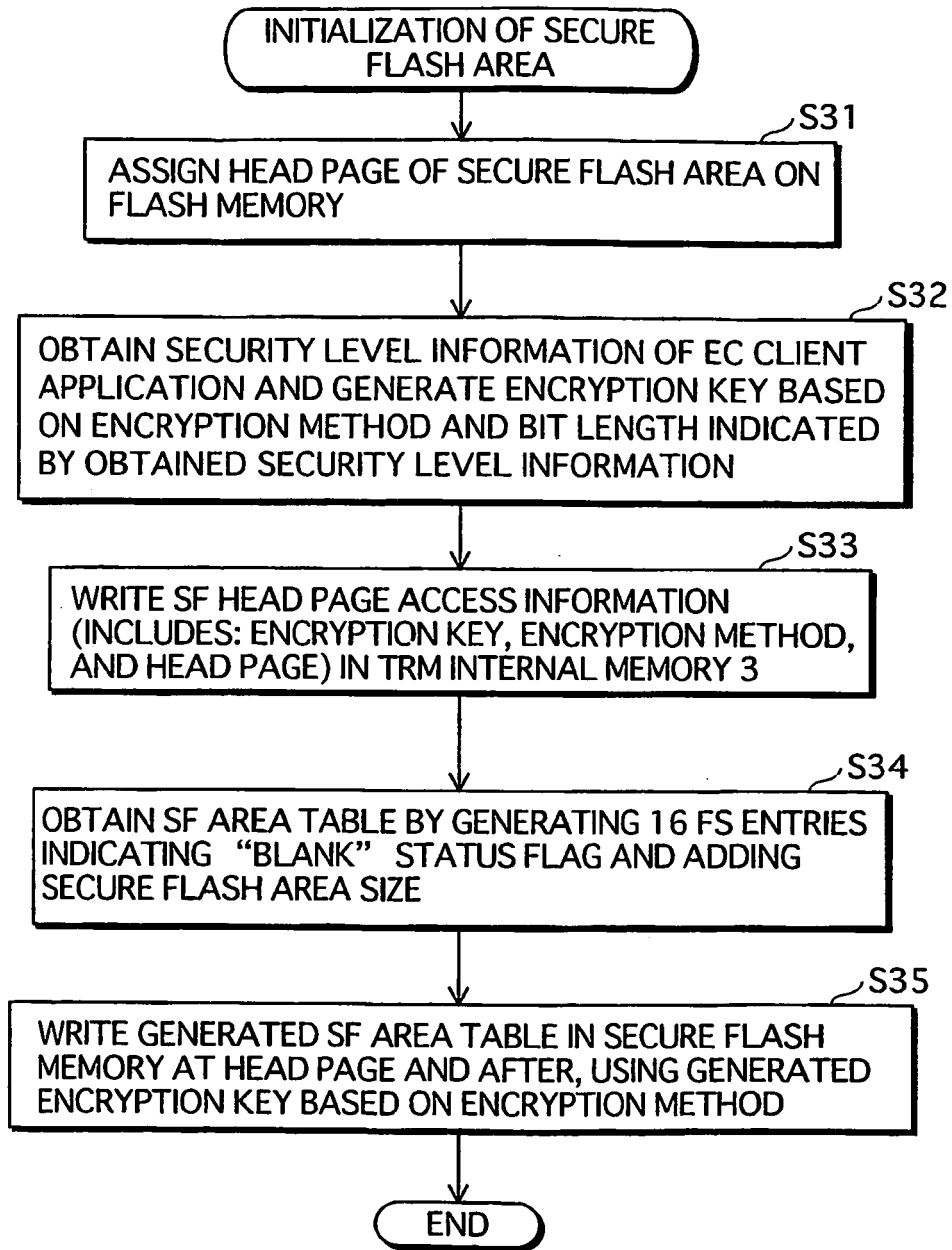 INITIALIZATION OF SECURE
FLASH AREA
S31
ASSIGN HEAD PAGE OF SECURE FLASH AREA ON
FLASH MEMORY
S32
OBTAIN SECURITY LEVEL INFORMATION OF EC CLIENT
APPLICATION AND GENERATE ENCRYPTION KEY BASED
ON ENCRYPTION METHOD AND BIT LENGTH INDICATED
BY OBTAINED SECURITY LEVEL INFORMATION
S33
WRITE SF HEAD PAGE ACCESS INFORMATION
(INCLUDES: ENCRYPTION KEY, ENCRYPTION METHOD,
AND HEAD PAGE) IN TRM INTERNAL MEMORY 3
S34
OBTAIN SF AREA TABLE BY GENERATING 16 FS ENTRIES
INDICATING “BLANK” STATUS FLAG AND ADDING
SECURE FLASH AREA SIZE
S35
WRITE GENERATED SF AREA TABLE IN SECURE FLASH
MEMORY AT HEAD PAGE AND AFTER, USING GENERATED
ENCRYPTION KEY BASED ON ENCRYPTION METHOD
END